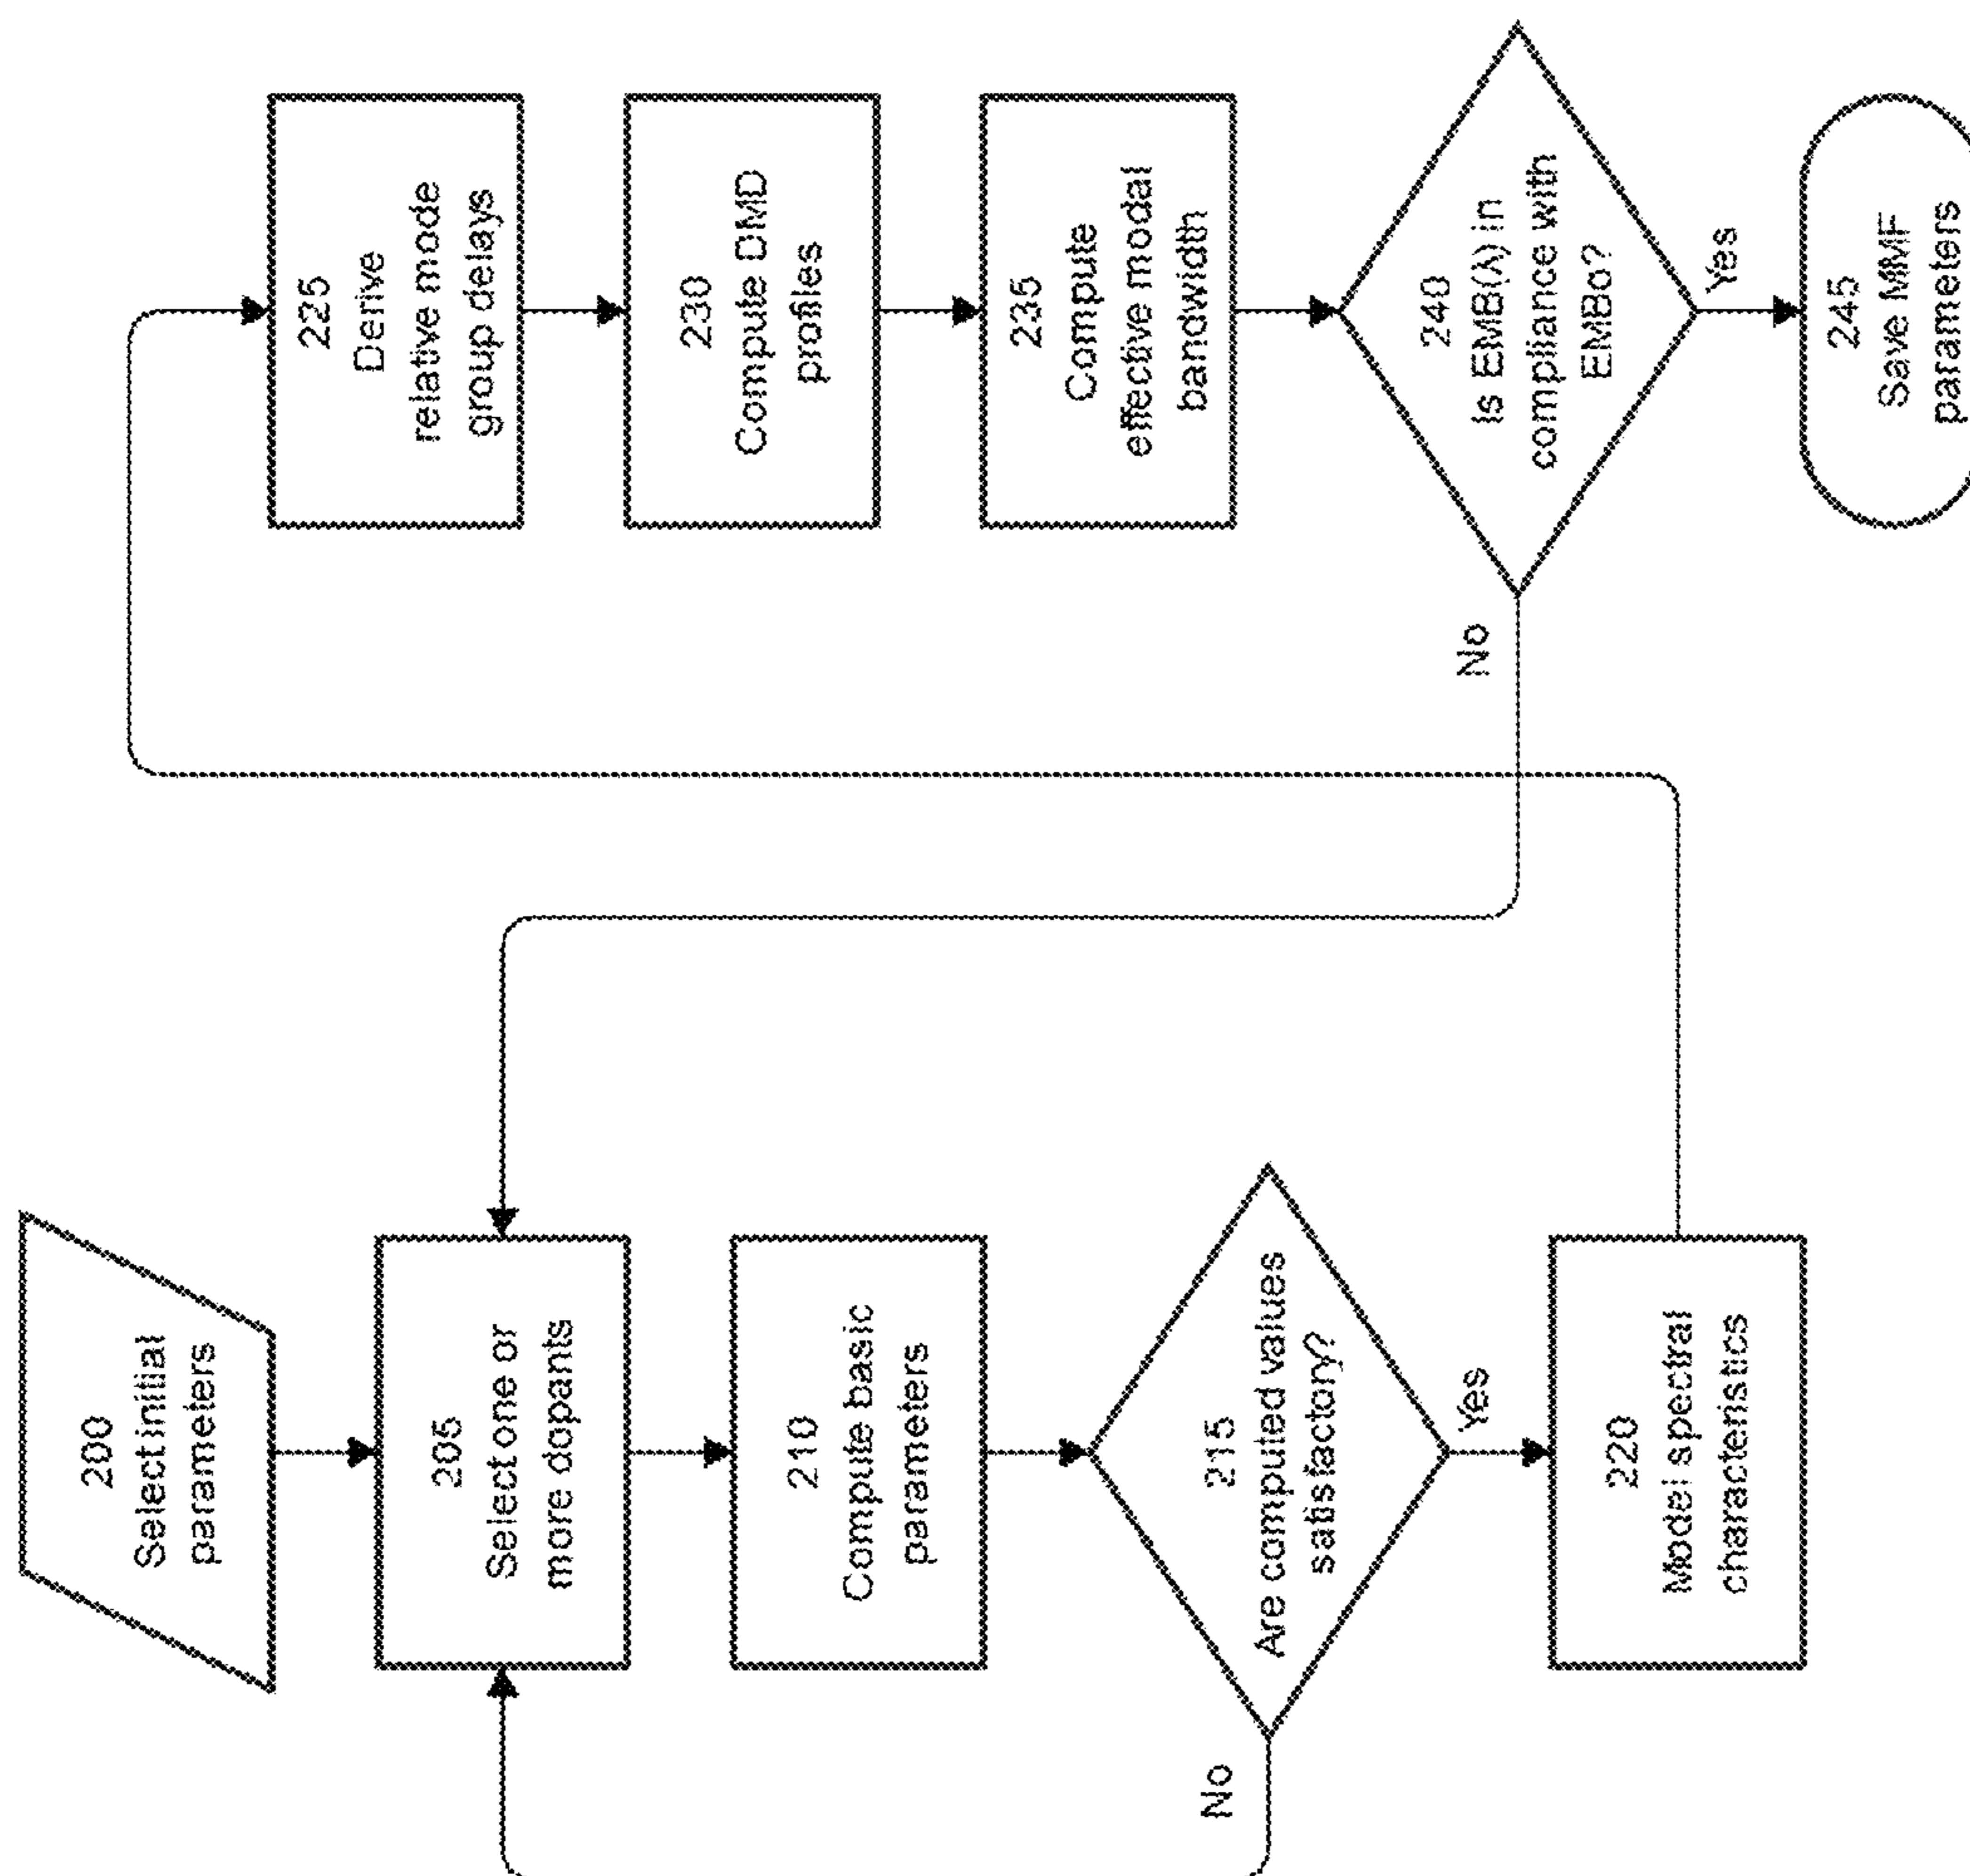 200
Select initial
parameters
205
Select one or
more dopants
210
Compute basic
parameters
215
Are computed values
satisfactory?
No
Yes
220
Model spectral
characteristics
225
Derive
relative mode
group delays
230
Compute DMD
profiles
235
Compute
effective modal
bandwidth
240
Is EMB(λ) in
compliance with
EMBo?
No
Yes
245
Save MMF
parameters